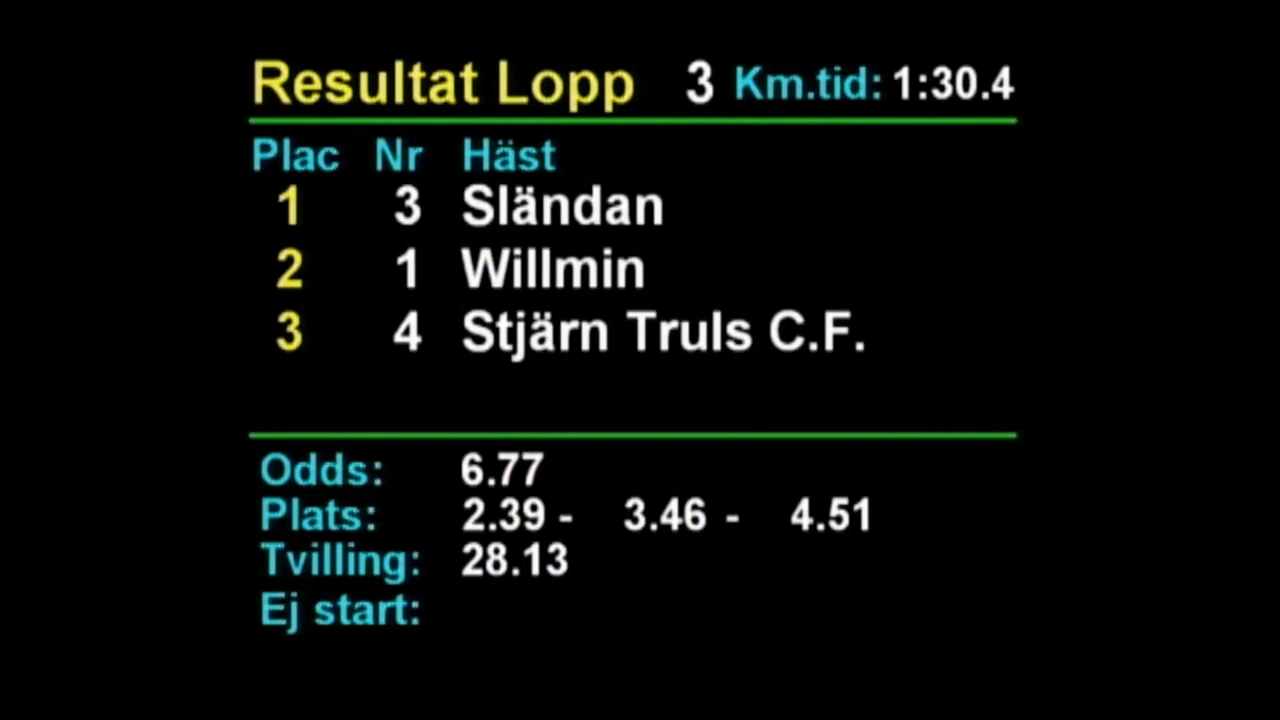 Resultat Lopp 3 Km.tid: 1:30.4
Plac Nr Häst
1 3 Sländan
2 1 Willmin
3 4 Stjärn Truls C.F.
Odds: 6.77
Plats: 2.39 - 3.46 - 4.51
Tvilling: 28.13
Ej start: